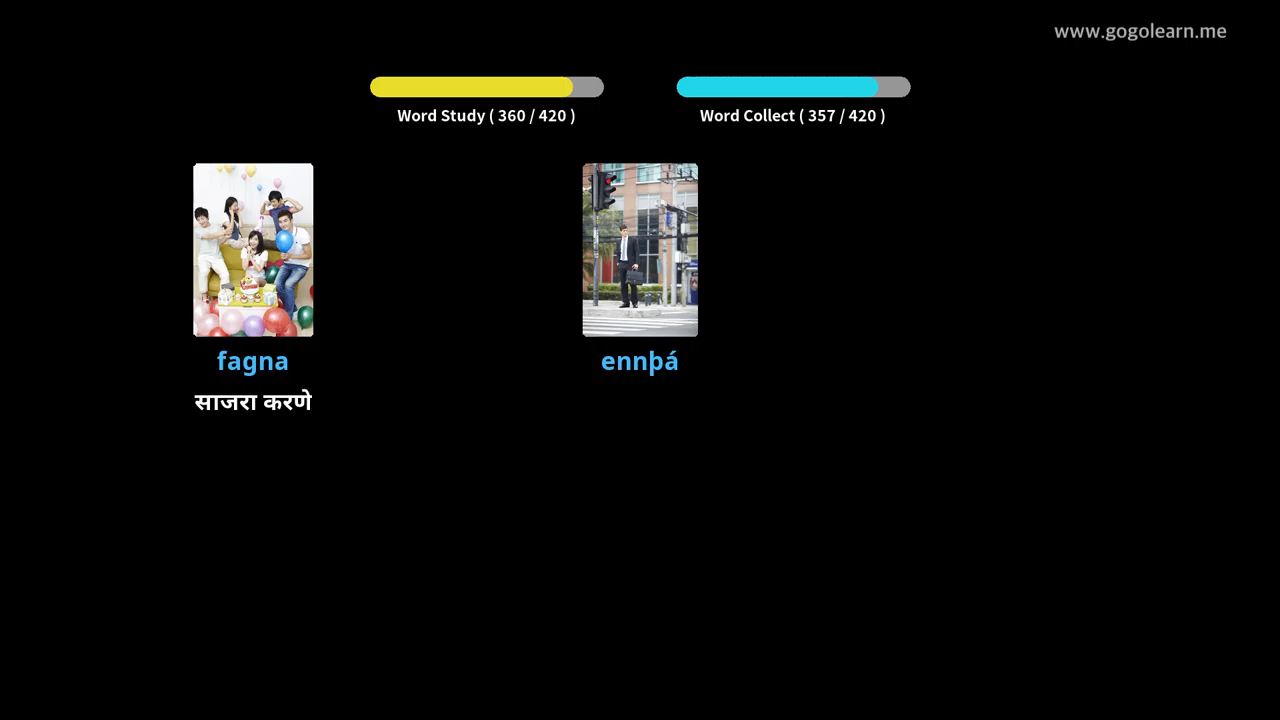 www.gogolearn.me
Word Study ( 360 / 420 )
Word Collect ( 357 / 420 )
fagna
ennþá
साजरा करणे